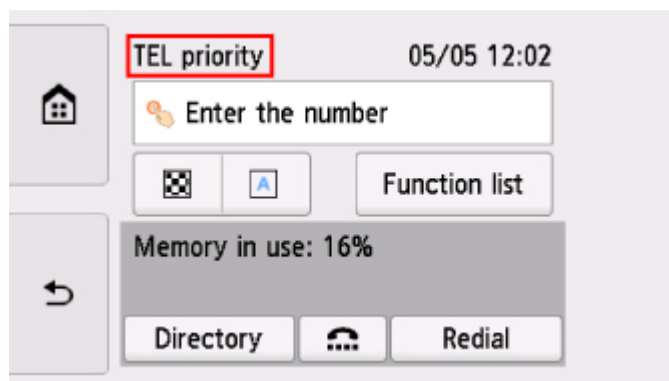 TEL priority 05/05 12:02
Enter the number
A Function list
Memory in use: 16%
Directory Redial